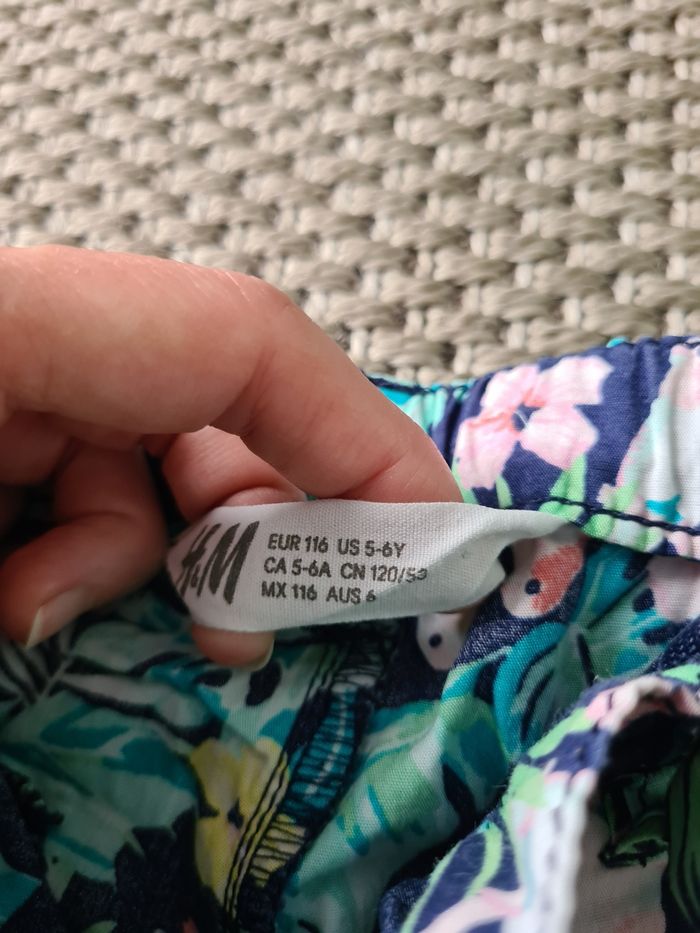 H&M
EUR 116 US 5-6Y
CA 5-6A CN 120/53
MX 116 AUS 6